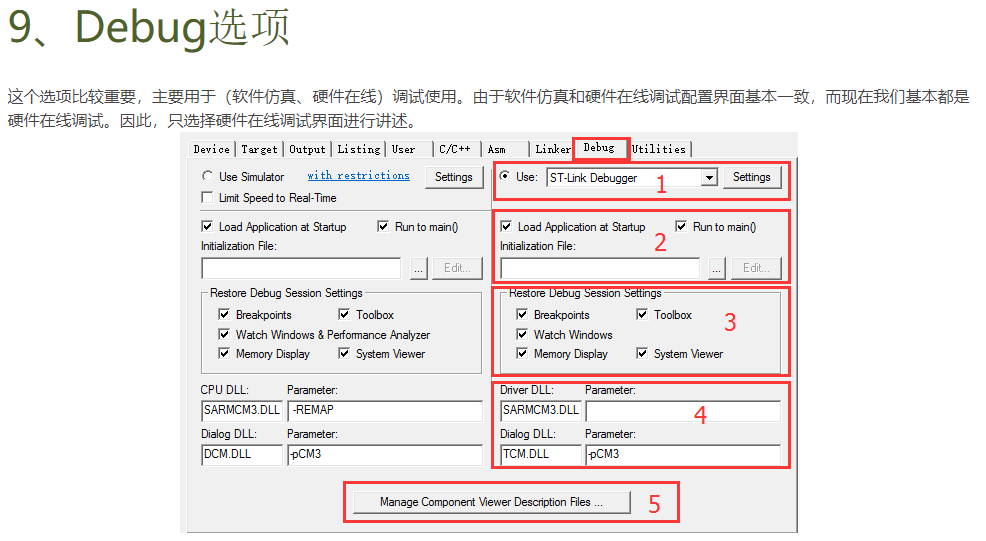 9、Debug选项
这个选项比较重要，主要用于（软件仿真、硬件在线）调试使用。由于软件仿真和硬件在线调试配置界面基本一致，而现在我们基本都是
硬件在线调试。因此，只选择硬件在线调试界面进行讲述。
Device Target Output Listing User C/C++ Asm Linker Debug Utilities
Use Simulator with restrictions Settings
Limit Speed to Real-Time
Load Application at Startup Run to main()
Initialization File:
... Edit...
Restore Debug Session Settings
Breakpoints Toolbox
Watch Windows & Performance Analyzer
Memory Display System Viewer
CPU DLL: Parameter:
SARMCM3.DLL -REMAP
Dialog DLL: Parameter:
DCM.DLL -pCM3
Use: ST-Link Debugger Settings
1
Load Application at Startup Run to main()
2
Initialization File:
... Edit...
Restore Debug Session Settings
Breakpoints Toolbox 3
Watch Windows
Memory Display System Viewer
Driver DLL: Parameter:
SARMCM3.DLL 4
Dialog DLL: Parameter:
TCM.DLL -pCM3
Manage Component Viewer Description Files ... 5